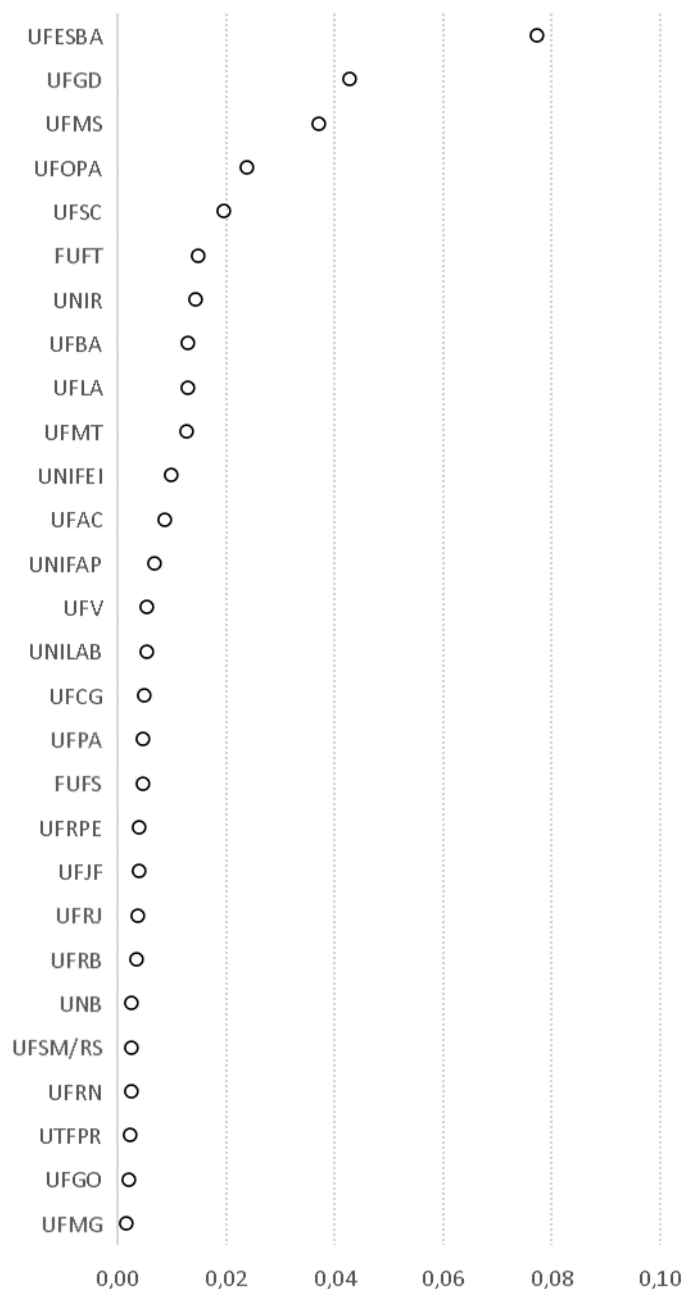 UFESBA
UFGD
UFMS
UFOPA
UFSC
FUFT
UNIR
UFBA
UFLA
UFMT
UNIFEI
UFAC
UNIFAP
UFV
UNILAB
UFCG
UFPA
FUFS
UFRPE
UFJF
UFRJ
UFRB
UNB
UFSM/RS
UFRN
UTFPR
UFGO
UFMG
0,00 0,02 0,04 0,06 0,08 0,10